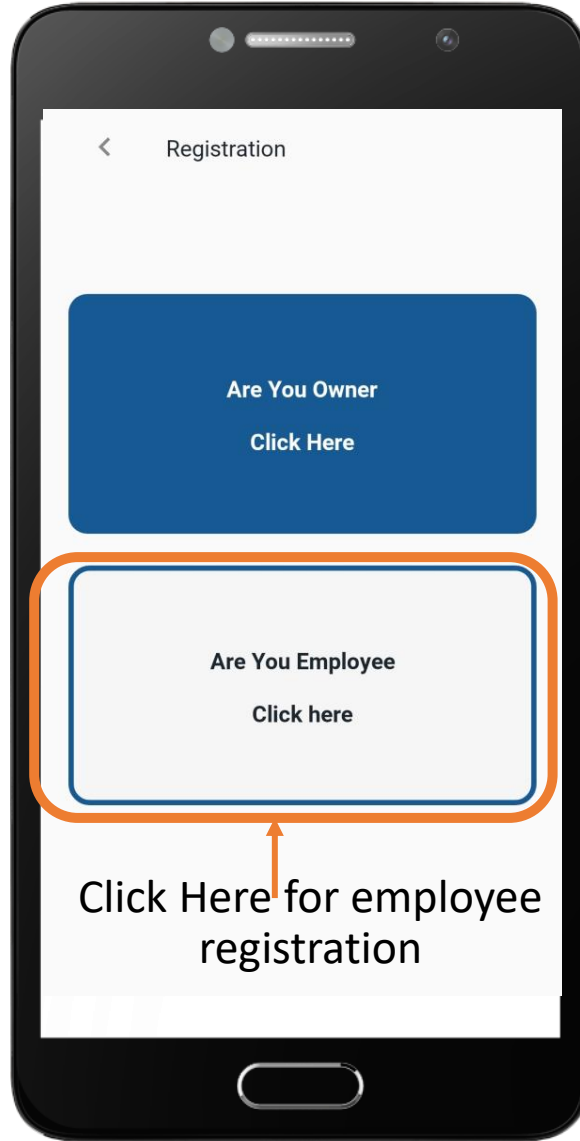 Registration
Are You Owner
Click Here
Are You Employee
Click here
Click Here for employee
registration